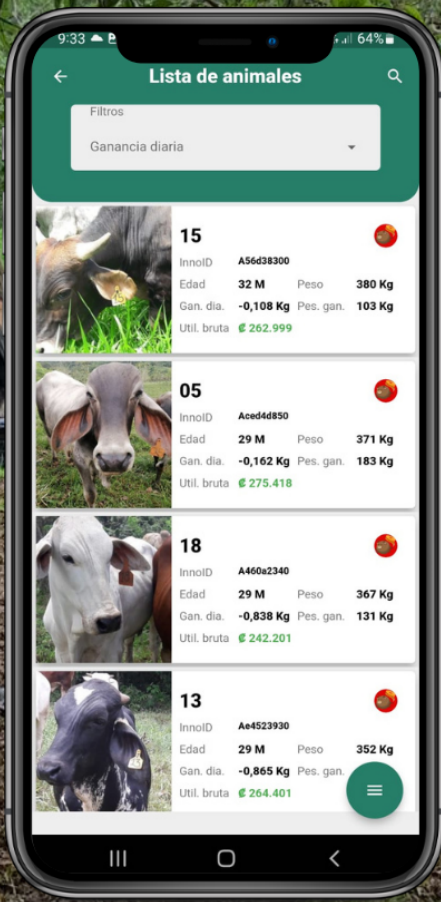 9:33
64%
Lista de animales
Filtros
Ganancia diaria
15
InnoID A56d38300
Edad 32 M Peso 380 Kg
Gan. dia. -0,108 Kg Pes. gan. 103 Kg
Util. bruta ₡ 262.999
05
InnoID Aced4d850
Edad 29 M Peso 371 Kg
Gan. dia. -0,162 Kg Pes. gan. 183 Kg
Util. bruta ₡ 275.418
18
InnoID A460a2340
Edad 29 M Peso 367 Kg
Gan. dia. -0,838 Kg Pes. gan. 131 Kg
Util. bruta ₡ 242.201
13
InnoID Ae4523930
Edad 29 M Peso 352 Kg
Gan. dia. -0,865 Kg Pes. gan.
Util. bruta ₡ 264.401